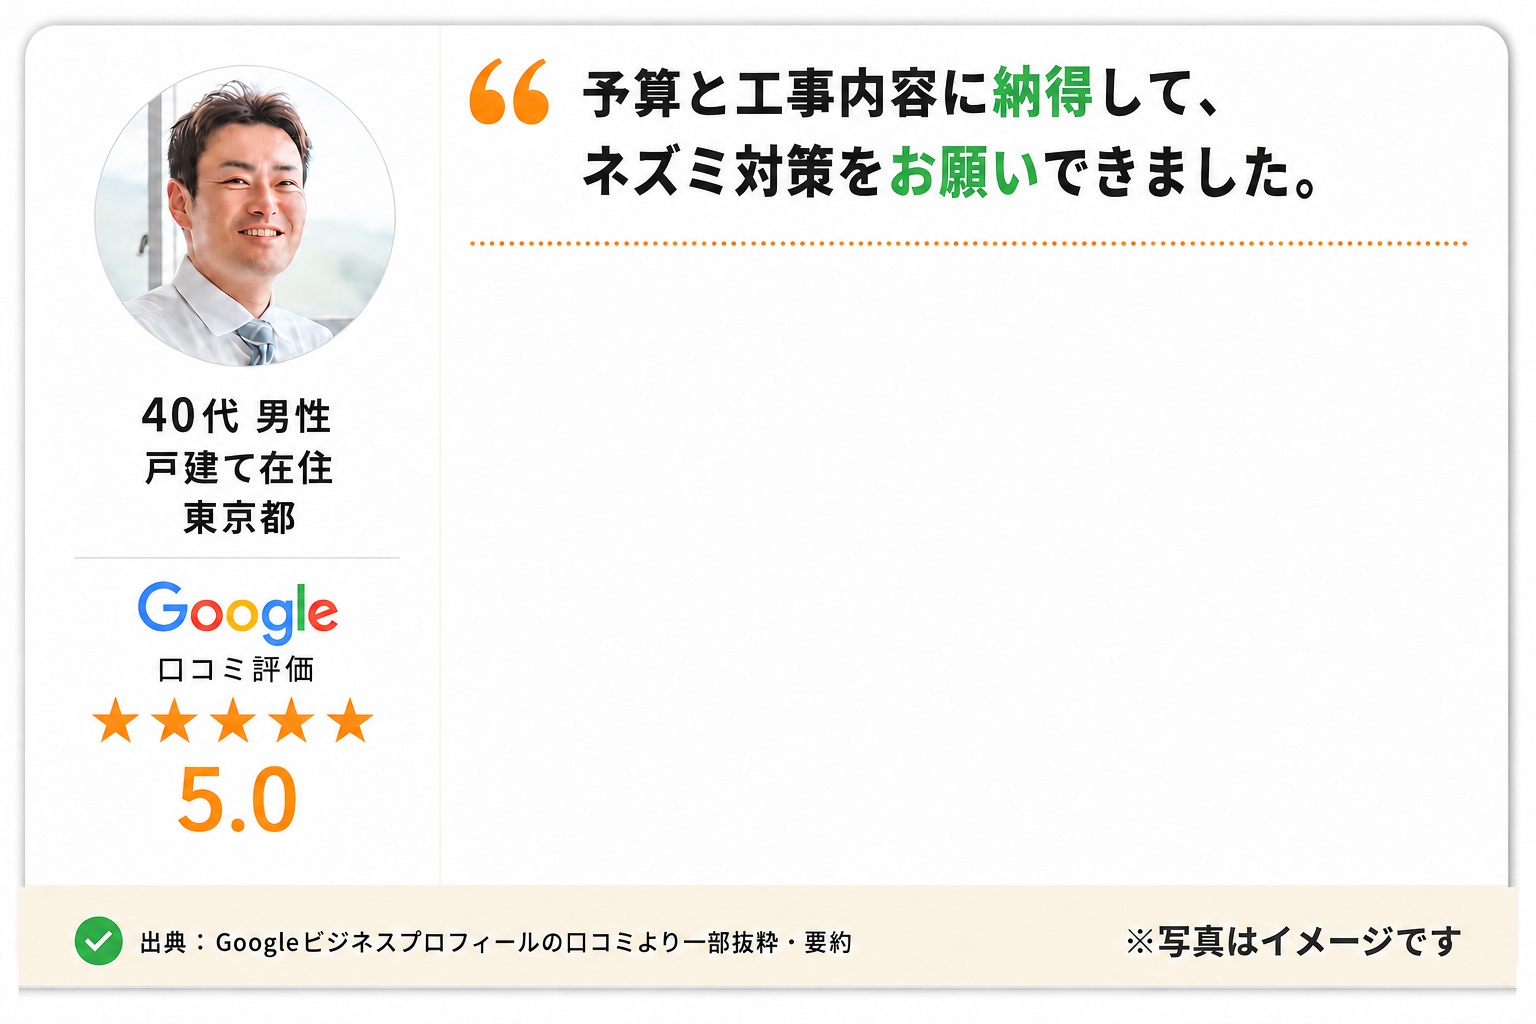 予算と工事内容に納得して、
ネズミ対策をお願いできました。
40代 男性
戸建て在住
東京都
Google
口コミ評価
★★★★★
5.0
出典：Googleビジネスプロフィールの口コミより一部抜粋・要約
※写真はイメージです